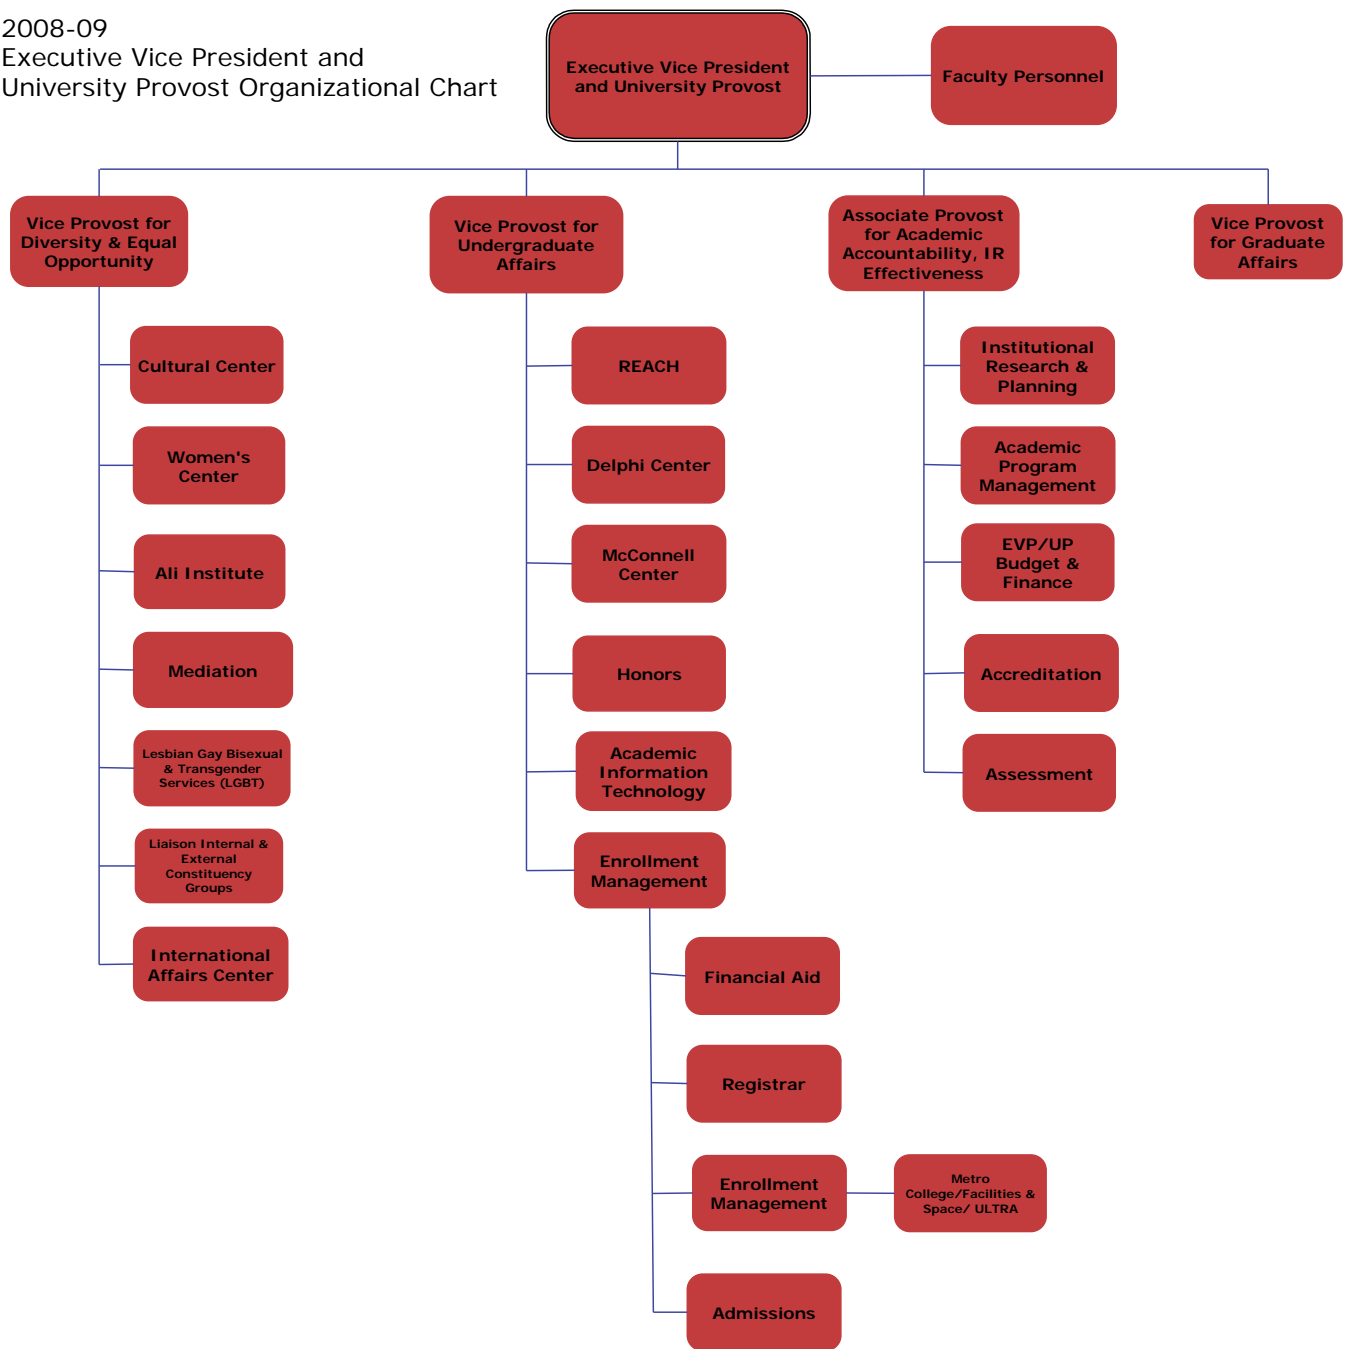 2008-09
Executive Vice President and
University Provost Organizational Chart
Executive Vice President
and University Provost
Faculty Personnel
Vice Provost for
Diversity & Equal
Opportunity
Vice Provost for
Undergraduate
Affairs
Associate Provost
for Academic
Accountability, IR
Effectiveness
Vice Provost
for Graduate
Affairs
Cultural Center
Women's
Center
Ali Institute
Mediation
Lesbian Gay Bisexual
& Transgender
Services (LGBT)
Liaison Internal &
External
Constituency
Groups
International
Affairs Center
REACH
Delphi Center
McConnell
Center
Honors
Academic
Information
Technology
Enrollment
Management
Financial Aid
Registrar
Enrollment
Management
Metro
College/Facilities &
Space/ ULTRA
Admissions
Institutional
Research &
Planning
Academic
Program
Management
EVP/UP
Budget &
Finance
Accreditation
Assessment